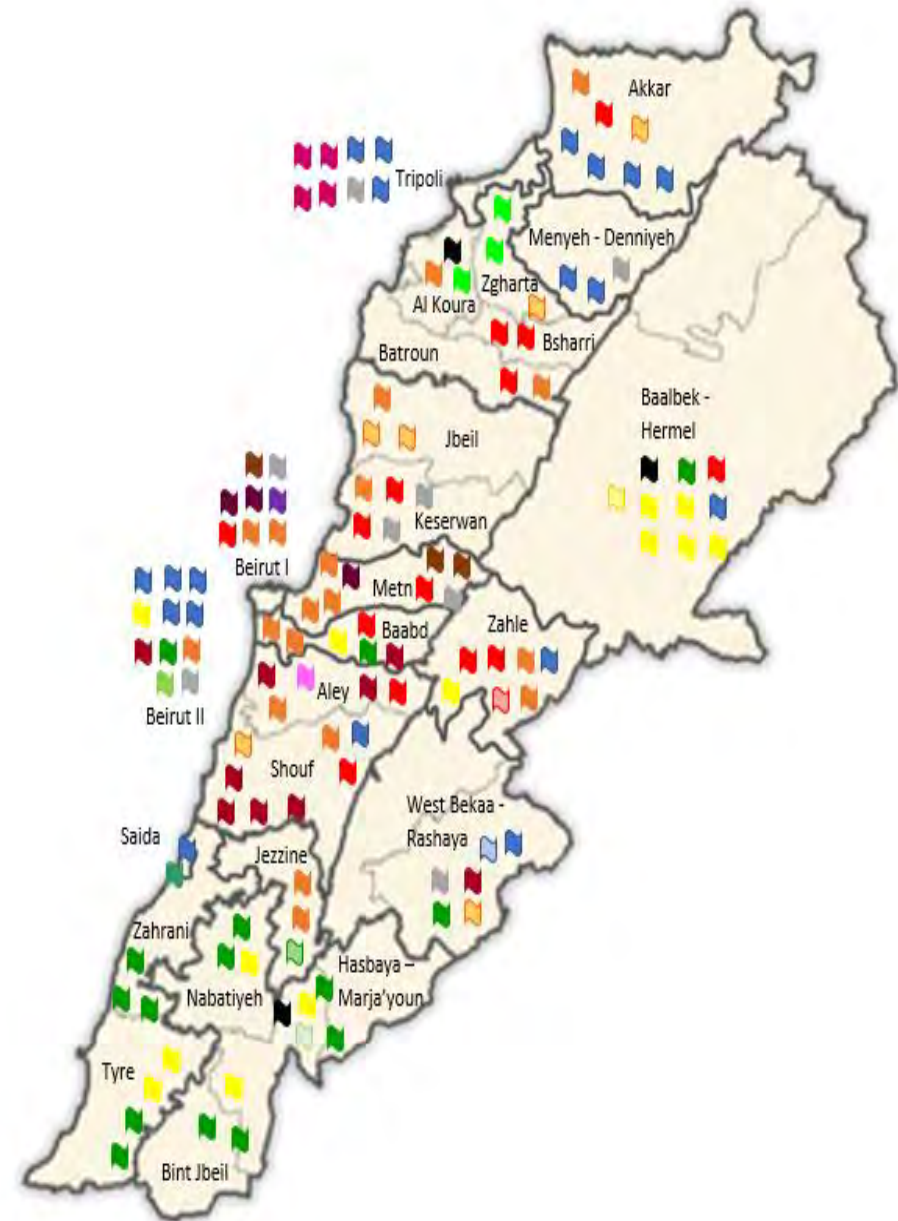 Akkar
Tripoli
Menyeh - Denniyeh
Zgharta
Al Koura
Bsharri
Batroun
Baalbek -
Hermel
Jbeil
Keserwan
Beirut I
Metn
Baabd
Zahle
Aley
Beirut II
Shouf
West Bekaa -
Rashaya
Saida
Jezzine
Zahrani
Hasbaya –
Marja'youn
Nabatiyeh
Tyre
Bint Jbeil